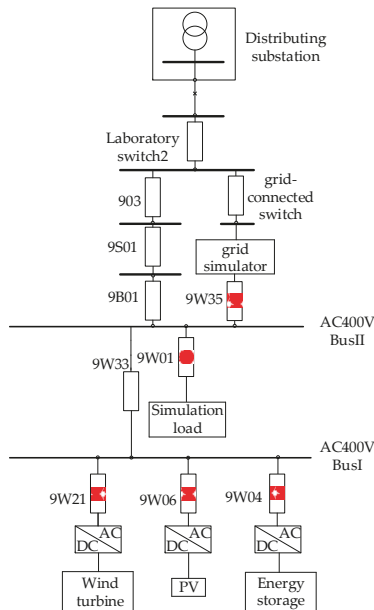 Distributing
substation
Laboratory
switch2
grid-
connected
switch
903
9S01
grid
simulator
9B01
9W35
AC400V
BusII
9W33
9W01
Simulation
load
AC400V
BusI
9W21
9W06
9W04
AC
DC
AC
DC
AC
DC
Wind
turbine
PV
Energy
storage